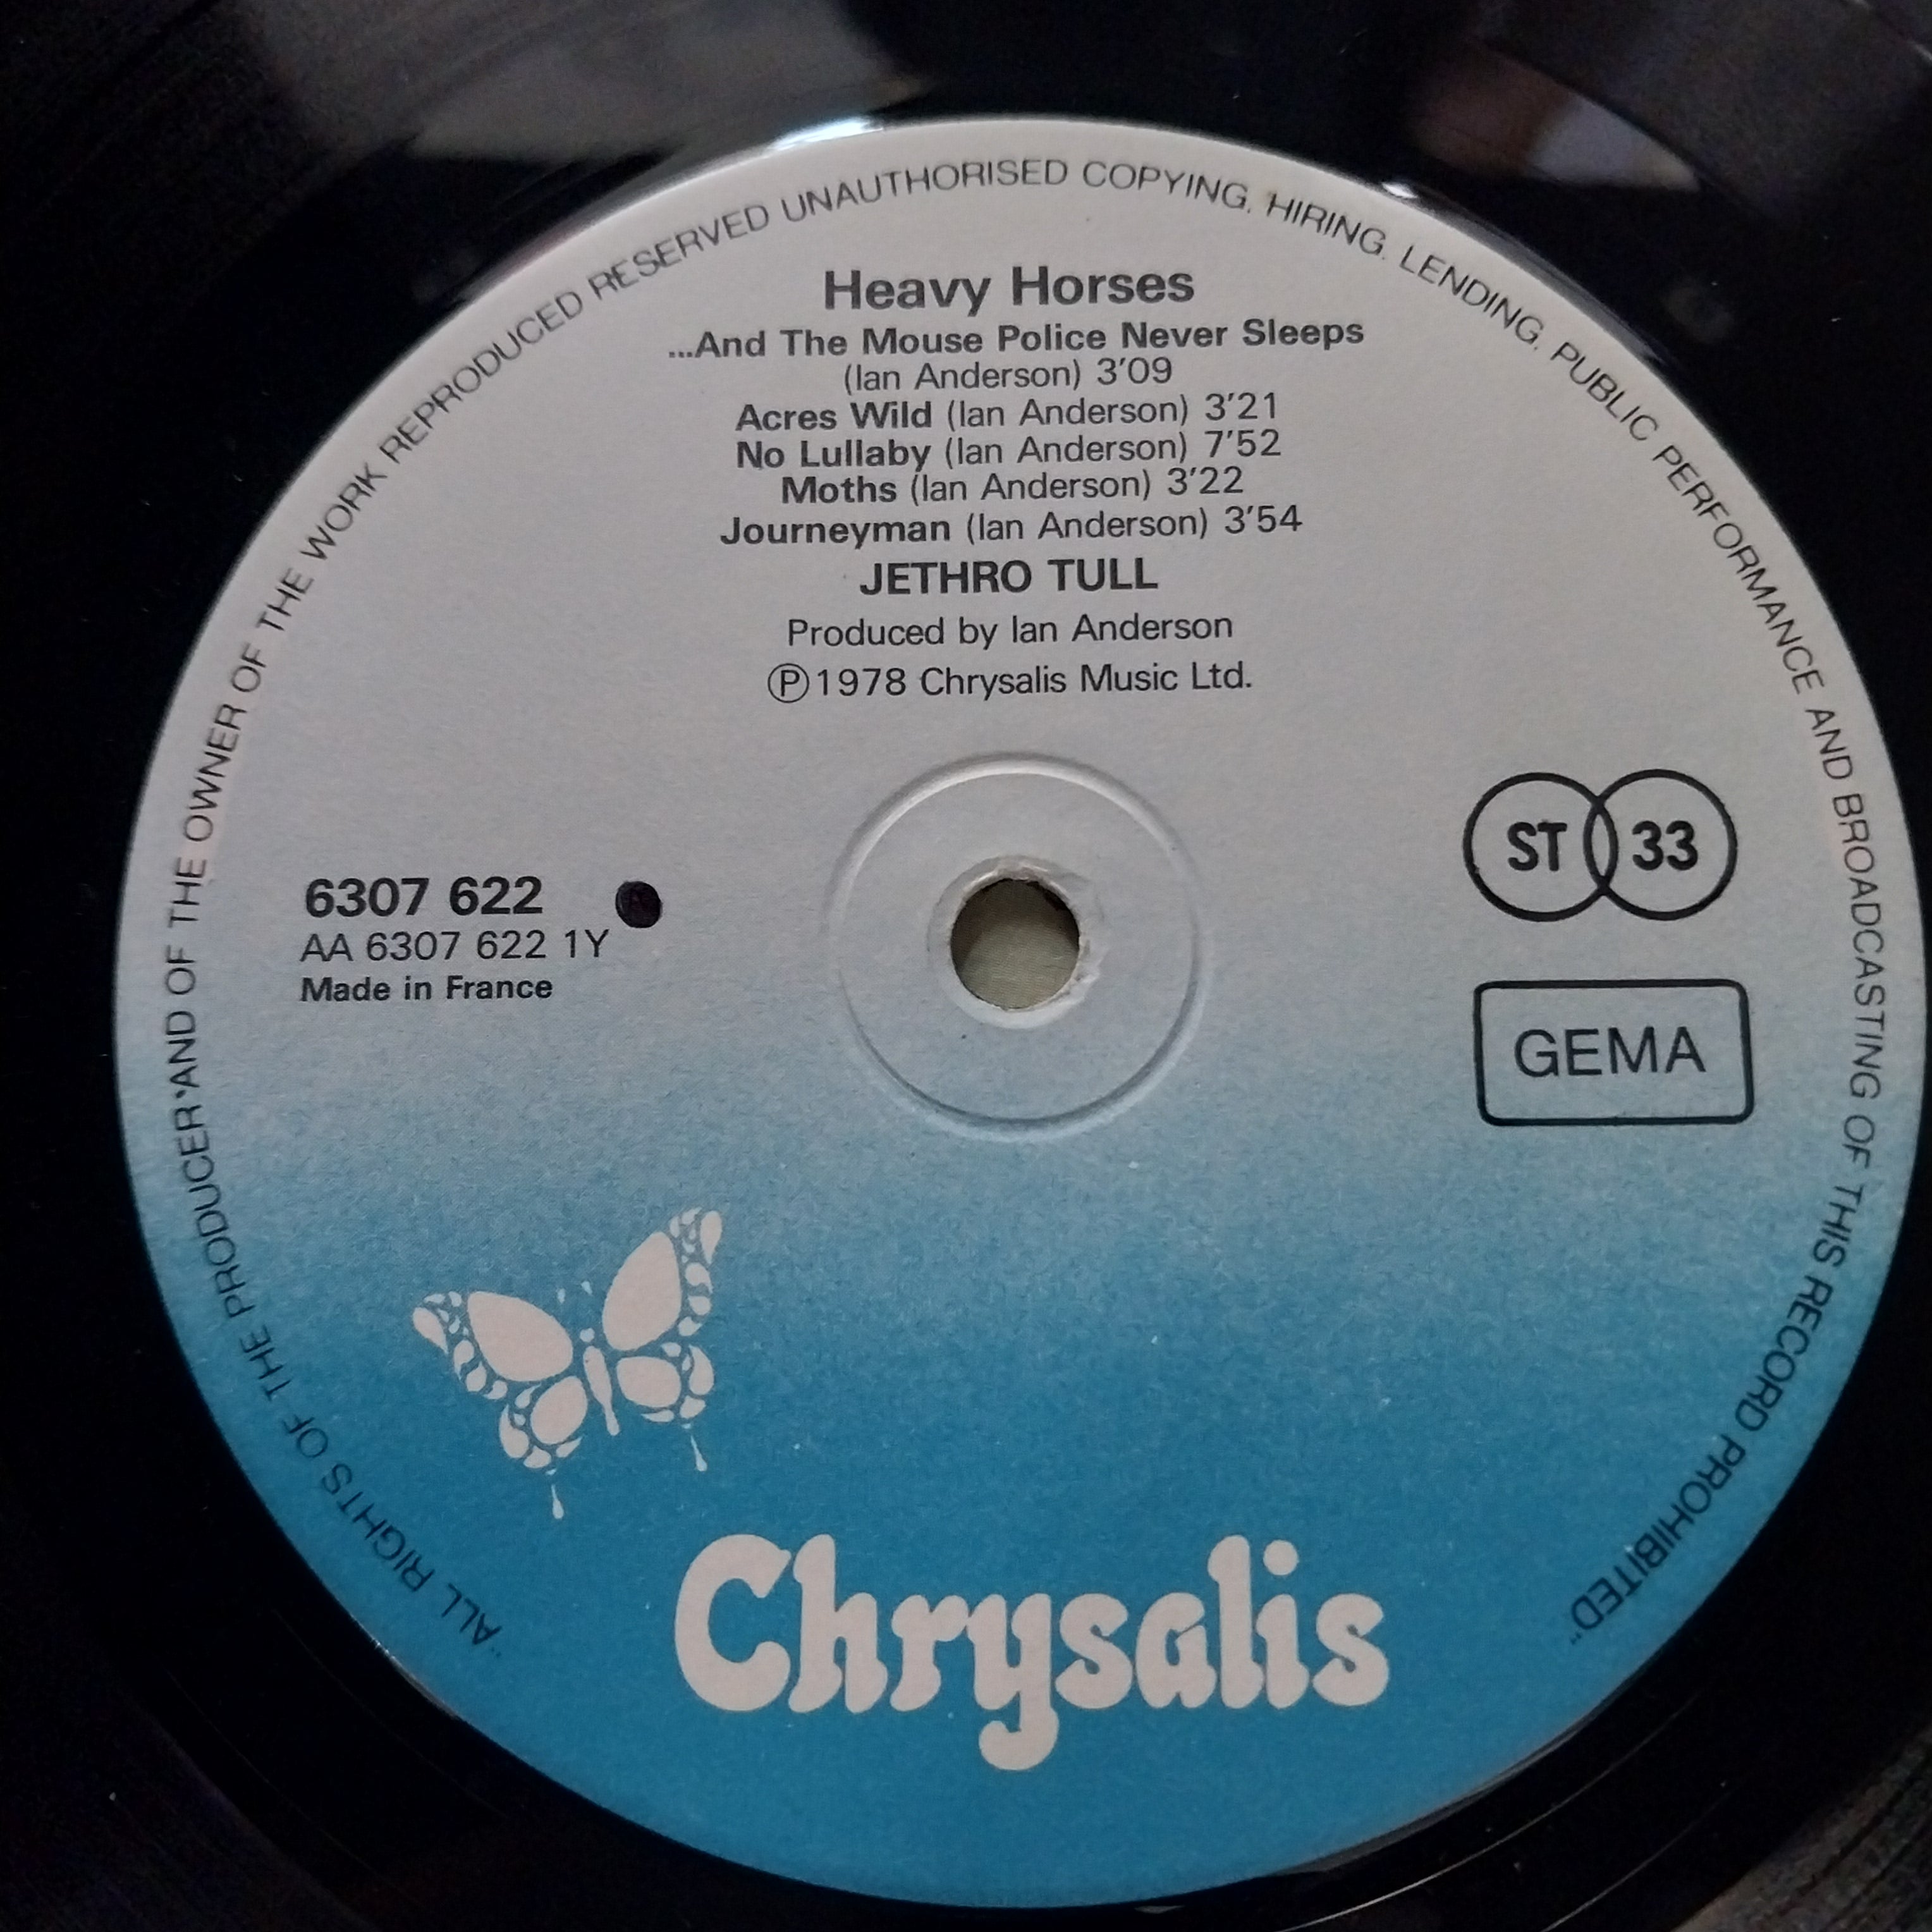 "ALL RIGHTS OF THE PRODUCER AND OF THE OWNER OF THE WORK REPRODUCED RESERVED UNAUTHORISED COPYING, HIRING, LENDING, PUBLIC PERFORMANCE AND BROADCASTING OF THIS RECORD PROHIBITED"
Heavy Horses
...And The Mouse Police Never Sleeps
(Ian Anderson) 3'09
Acres Wild (Ian Anderson) 3'21
No Lullaby (Ian Anderson) 7'52
Moths (Ian Anderson) 3'22
Journeyman (Ian Anderson) 3'54
JETHRO TULL
Produced by Ian Anderson
Ⓟ1978 Chrysalis Music Ltd.
6307 622
AA 6307 622 1Y
Made in France
ST 33
GEMA
Chrysalis